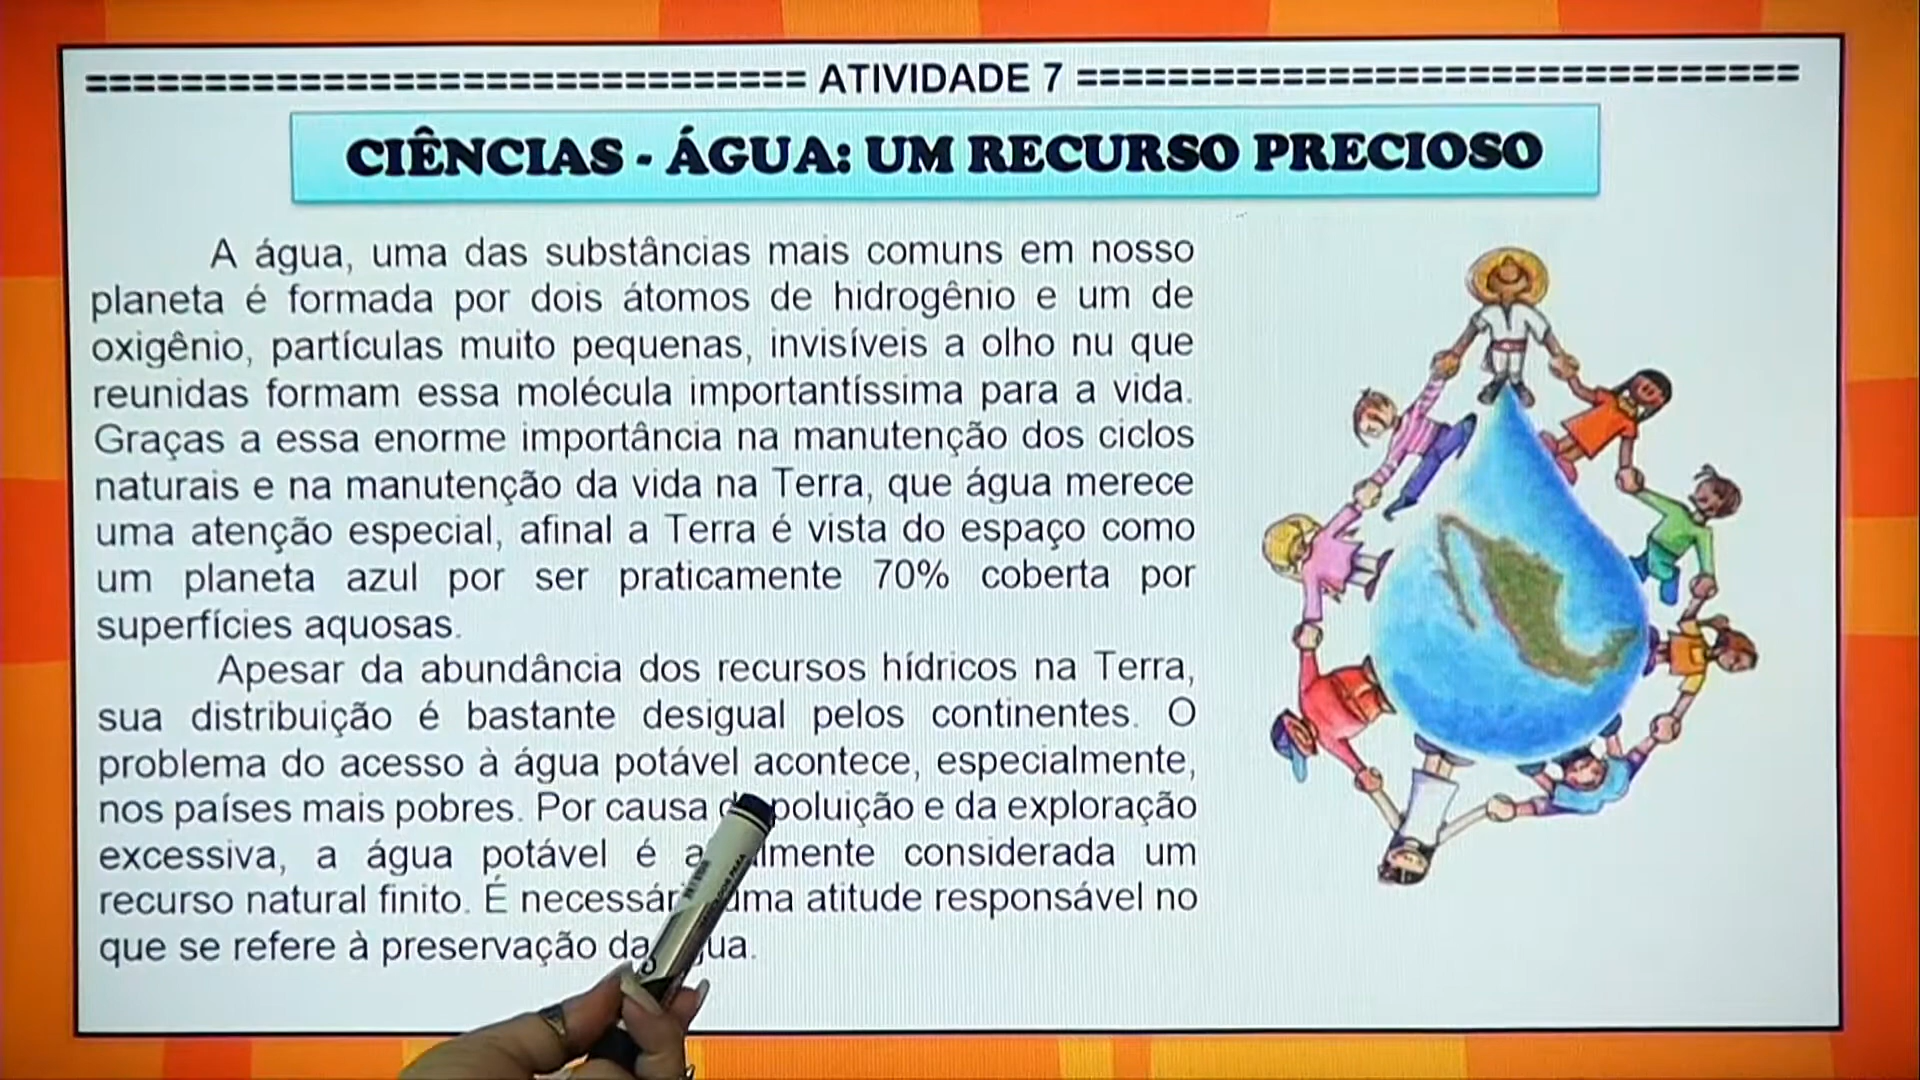 =============================== ATIVIDADE 7 ===============================
CIÊNCIAS - ÁGUA: UM RECURSO PRECIOSO
A água, uma das substâncias mais comuns em nosso
planeta é formada por dois átomos de hidrogênio e um de
oxigênio, partículas muito pequenas, invisíveis a olho nu que
reunidas formam essa molécula importantíssima para a vida.
Graças a essa enorme importância na manutenção dos ciclos
naturais e na manutenção da vida na Terra, que água merece
uma atenção especial, afinal a Terra é vista do espaço como
um planeta azul por ser praticamente 70% coberta por
superfícies aquosas.
Apesar da abundância dos recursos hídricos na Terra,
sua distribuição é bastante desigual pelos continentes. O
problema do acesso à água potável acontece, especialmente,
nos países mais pobres. Por causa poluição e da exploração
excessiva, a água potável é considerada um
recurso natural finito. É uma atitude responsável no
que se refere à preservação da